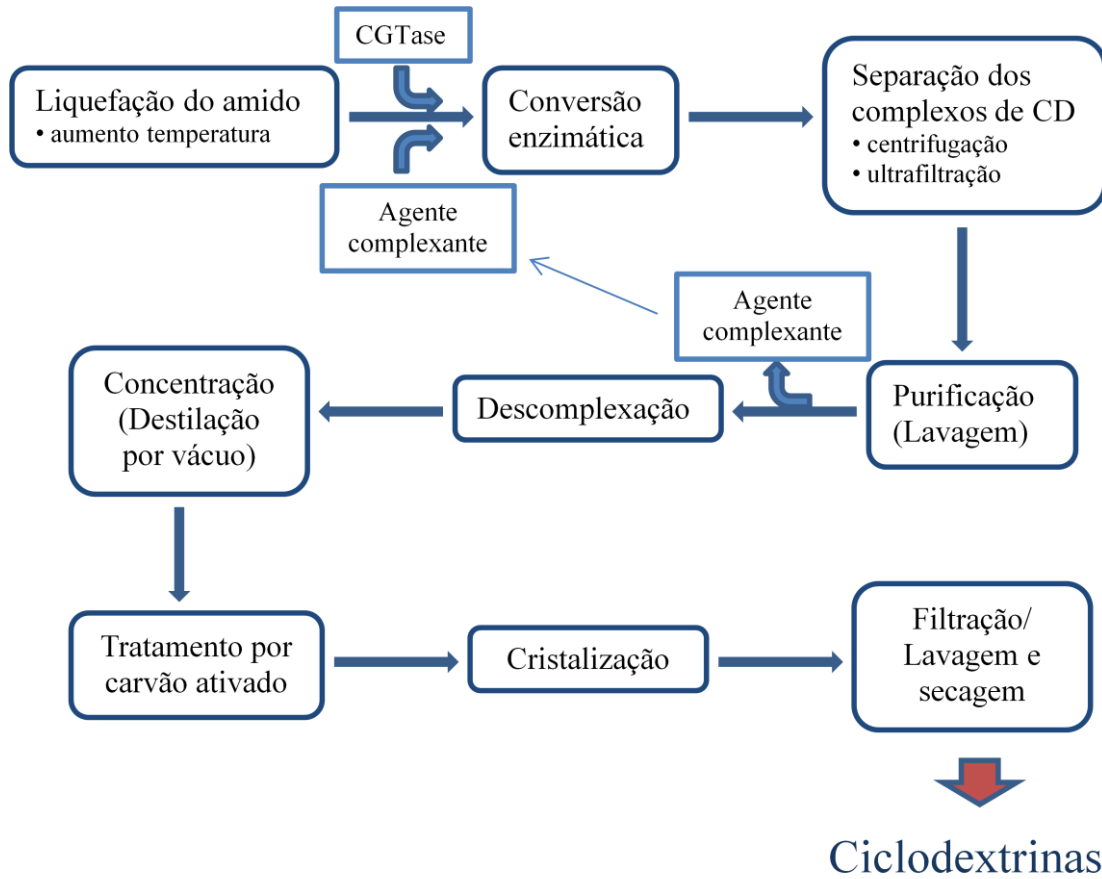 CGTase
Liquefação do amido
• aumento temperatura
Conversão
enzimática
Separação dos
complexos de CD
• centrifugação
• ultrafiltração
Agente
complexante
Agente
complexante
Concentração
(Destilação
por vácuo)
Descomplexação
Purificação
(Lavagem)
Tratamento por
carvão ativado
Cristalização
Filtração/
Lavagem e
secagem
Ciclodextrinas